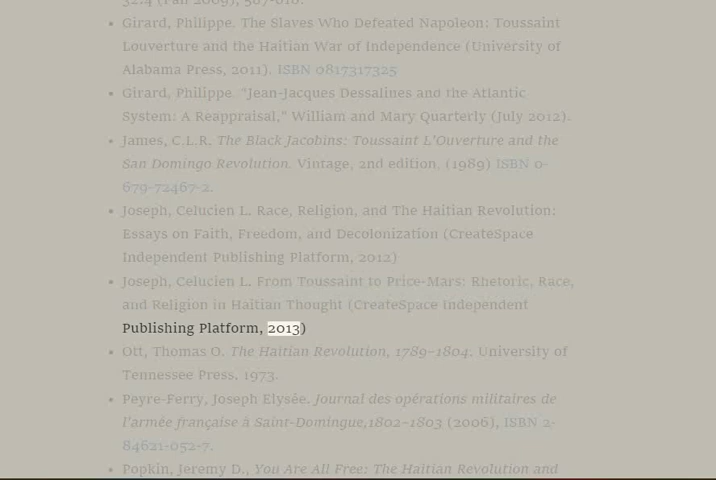 32.4 (Fall 2009), 587–618.
Girard, Philippe. The Slaves Who Defeated Napoleon: Toussaint
Louverture and the Haitian War of Independence (University of
Alabama Press, 2011). ISBN 0817317325
Girard, Philippe. "Jean-Jacques Dessalines and the Atlantic
System: A Reappraisal," William and Mary Quarterly (July 2012).
James, C.L.R. The Black Jacobins: Toussaint L'Ouverture and the
San Domingo Revolution. Vintage, 2nd edition. (1989) ISBN 0-
679-72467-2.
Joseph, Celucien L. Race, Religion, and The Haitian Revolution:
Essays on Faith, Freedom, and Decolonization (CreateSpace
Independent Publishing Platform, 2012)
Joseph, Celucien L. From Toussaint to Price-Mars: Rhetoric, Race,
and Religion in Haitian Thought (CreateSpace Independent
Publishing Platform, 2013)
Ott, Thomas O. The Haitian Revolution, 1789–1804. University of
Tennessee Press. 1973.
Peyre-Ferry, Joseph Elysée. Journal des opérations militaires de
l'armée française à Saint-Domingue,1802–1803 (2006), ISBN 2-
84621-052-7.
Popkin, Jeremy D., You Are All Free: The Haitian Revolution and